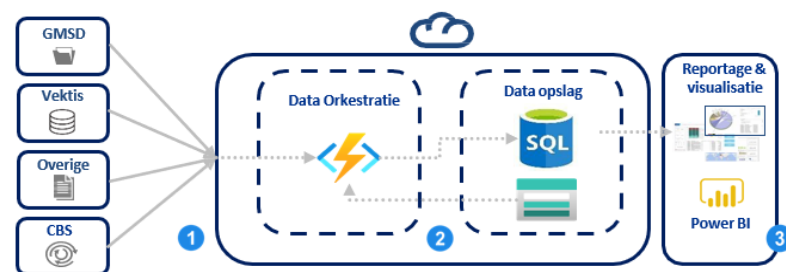 GMSD
Vektis
Overige
CBS
Data Orkestratie
Data opslag
SQL
Reportage &
visualisatie
Power BI
1
2
3